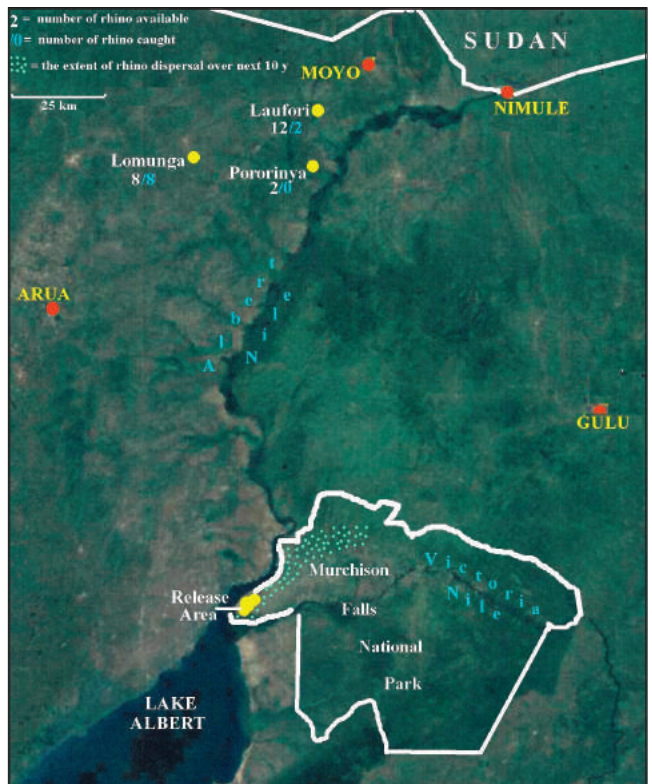 2 = number of rhino available
/0= number of rhino caught
= the extent of rhino dispersal over next 10 y
25 km
SUDAN
MOYO
NIMULE
Laufori
12/2
Lomunga
8/8
Pororinya
2/0
ARUA
Albert
Nile
GULU
Murchison
Falls
National
Park
Victoria
Nile
Release
Area
LAKE
ALBERT